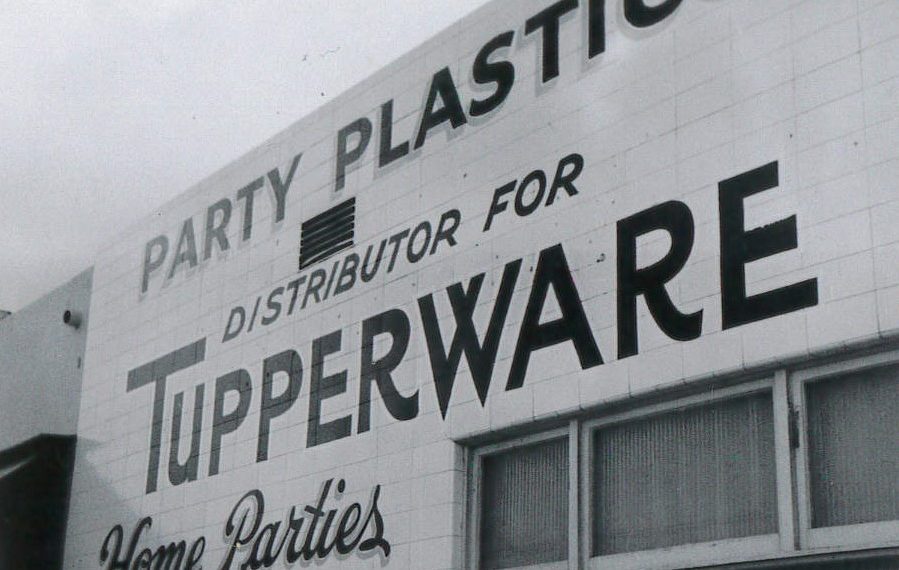 PARTY PLASTIC
DISTRIBUTOR FOR
TUPPERWARE
Home Parties